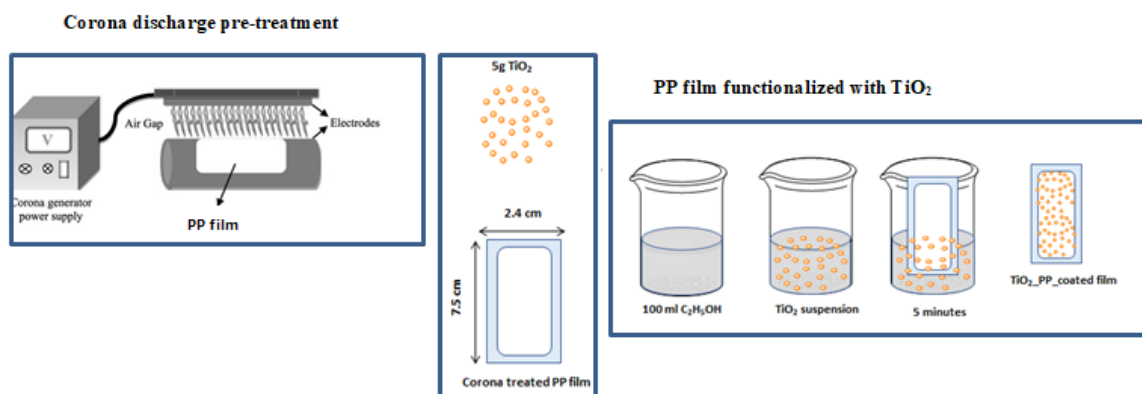 Corona discharge pre-treatment
V
Air Gap
Electrodes
Corona generator
power supply
PP film
5g TiO₂
2.4 cm
7.5 cm
Corona treated PP film
PP film functionalized with TiO₂
100 ml C₂H₅OH
TiO₂ suspension
5 minutes
TiO₂_PP_coated film